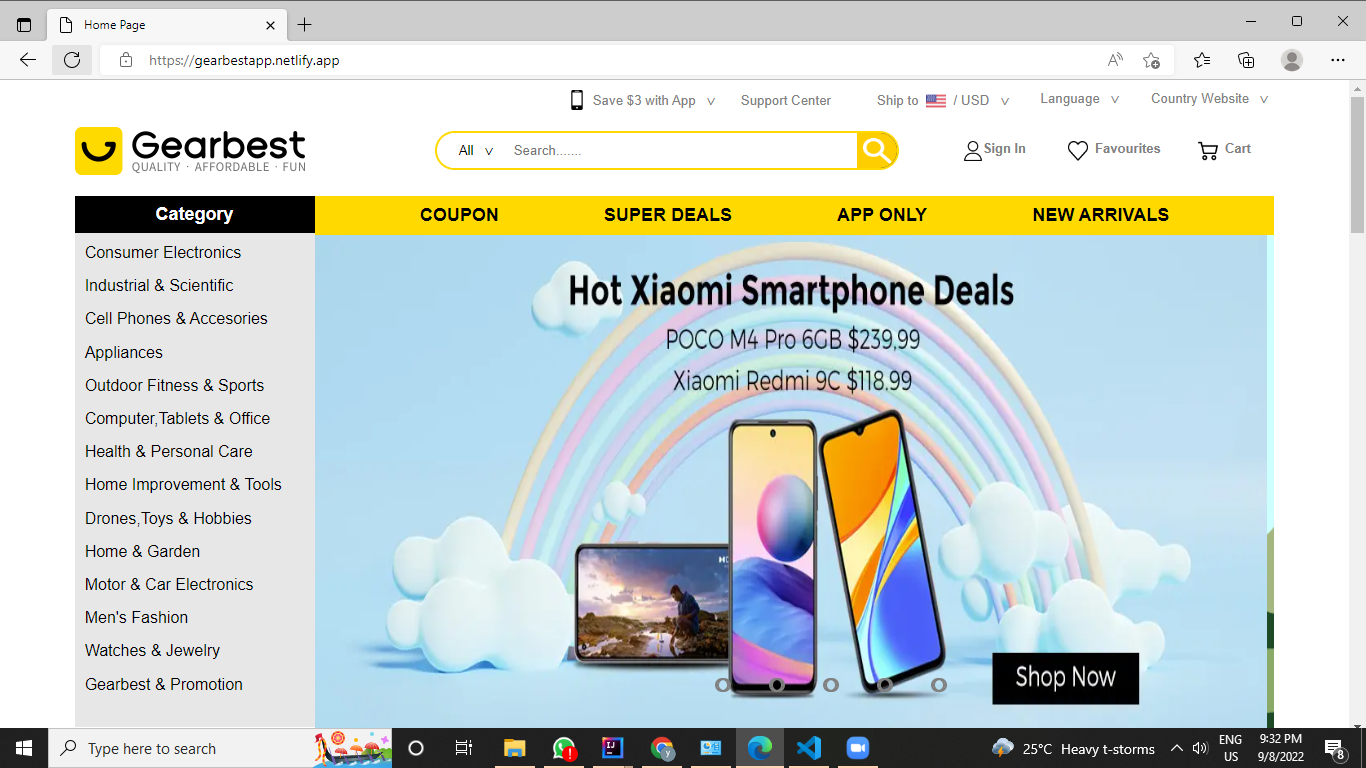 Home Page
https://gearbestapp.netlify.app
Save $3 with App v Support Center Ship to / USD v Language v Country Website v
Gearbest
QUALITY · AFFORDABLE · FUN
All v Search.......
Sign In Favourites Cart
Category COUPON SUPER DEALS APP ONLY NEW ARRIVALS
Consumer Electronics
Industrial & Scientific
Cell Phones & Accesories
Appliances
Outdoor Fitness & Sports
Computer,Tablets & Office
Health & Personal Care
Home Improvement & Tools
Drones,Toys & Hobbies
Home & Garden
Motor & Car Electronics
Men's Fashion
Watches & Jewelry
Gearbest & Promotion
Hot Xiaomi Smartphone Deals
POCO M4 Pro 6GB $239.99
Xiaomi Redmi 9C $118.99
Shop Now
Type here to search
25°C Heavy t-storms
ENG
US
9:32 PM
9/8/2022
8